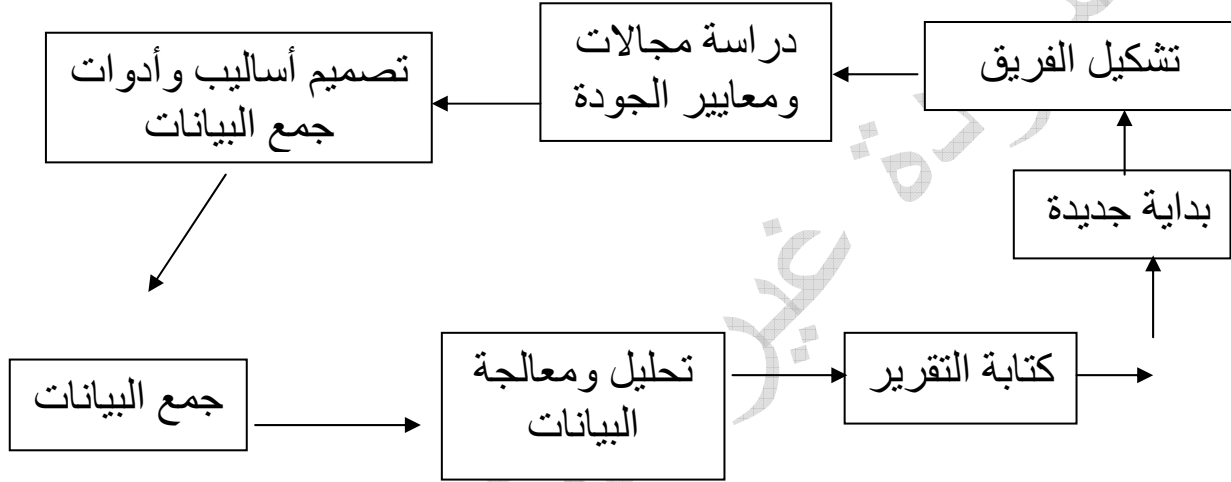 تشكيل الفريق
دراسة مجالات
ومعايير الجودة
تصميم أساليب وأدوات
جمع البيانات
بداية جديدة
جمع البيانات
تحليل ومعالجة
البيانات
كتابة التقرير
غير